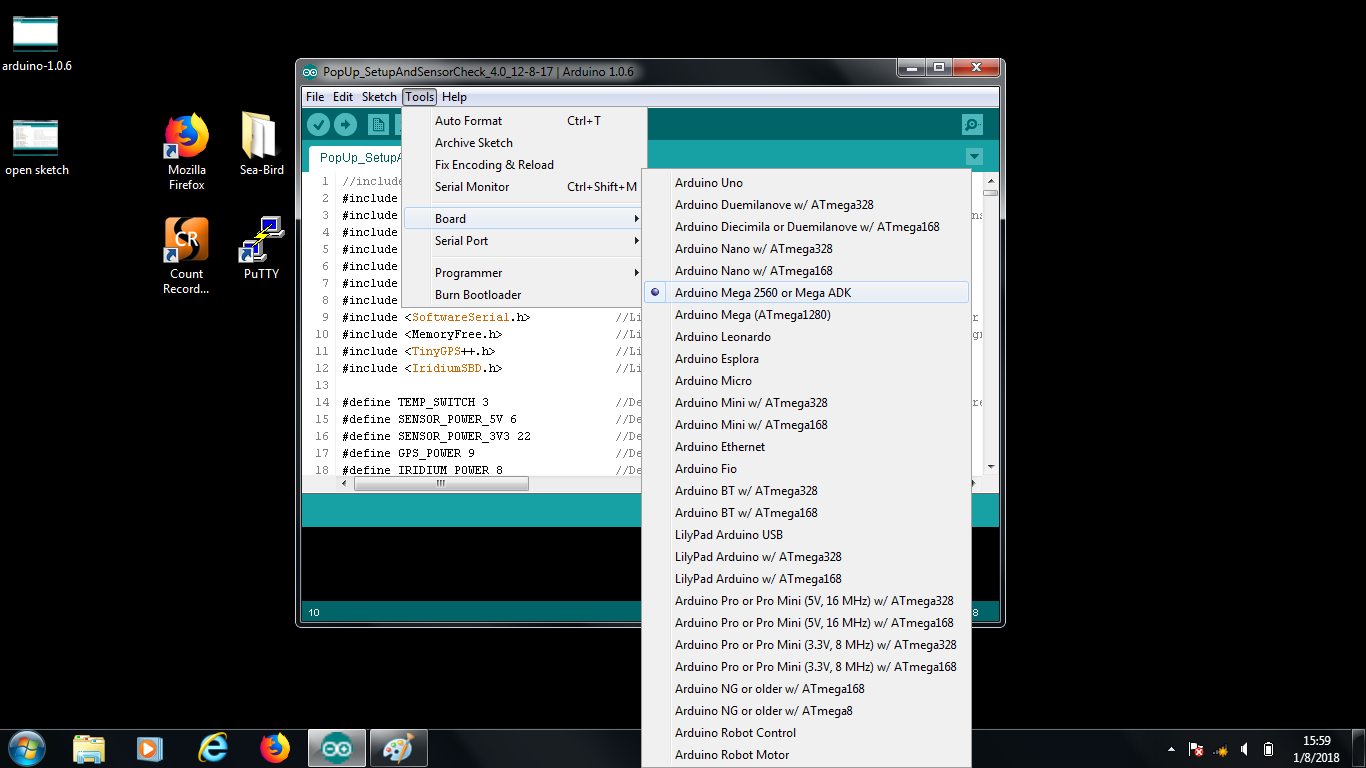 arduino-1.0.6
open sketch
Mozilla
Firefox
Sea-Bird
Count
Record...
PuTTY
PopUp_SetupAndSensorCheck_4.0_12-8-17 | Arduino 1.0.6
File Edit Sketch Tools Help
Auto Format Ctrl+T
Archive Sketch
Fix Encoding & Reload
Serial Monitor Ctrl+Shift+M
Board
Serial Port
Programmer
Burn Bootloader
PopUp_SetupA
1 //include
2 #include
3 #include
4 #include
5 #include
6 #include
7 #include
8 #include
9 #include <SoftwareSerial.h> //Li
10 #include <MemoryFree.h> //Li
11 #include <TinyGPS++.h> //Li
12 #include <IridiumSBD.h> //Li
13
14 #define TEMP_SWITCH 3 //De
15 #define SENSOR_POWER_5V 6 //De
16 #define SENSOR_POWER_3V3 22 //De
17 #define GPS_POWER 9 //De
18 #define IRIDIUM_POWER 8 //De
10
8
Arduino Uno
Arduino Duemilanove w/ ATmega328
Arduino Diecimila or Duemilanove w/ ATmega168
Arduino Nano w/ ATmega328
Arduino Nano w/ ATmega168
Arduino Mega 2560 or Mega ADK
Arduino Mega (ATmega1280)
Arduino Leonardo
Arduino Esplora
Arduino Micro
Arduino Mini w/ ATmega328
Arduino Mini w/ ATmega168
Arduino Ethernet
Arduino Fio
Arduino BT w/ ATmega328
Arduino BT w/ ATmega168
LilyPad Arduino USB
LilyPad Arduino w/ ATmega328
LilyPad Arduino w/ ATmega168
Arduino Pro or Pro Mini (5V, 16 MHz) w/ ATmega328
Arduino Pro or Pro Mini (5V, 16 MHz) w/ ATmega168
Arduino Pro or Pro Mini (3.3V, 8 MHz) w/ ATmega328
Arduino Pro or Pro Mini (3.3V, 8 MHz) w/ ATmega168
Arduino NG or older w/ ATmega168
Arduino NG or older w/ ATmega8
Arduino Robot Control
Arduino Robot Motor
15:59
1/8/2018